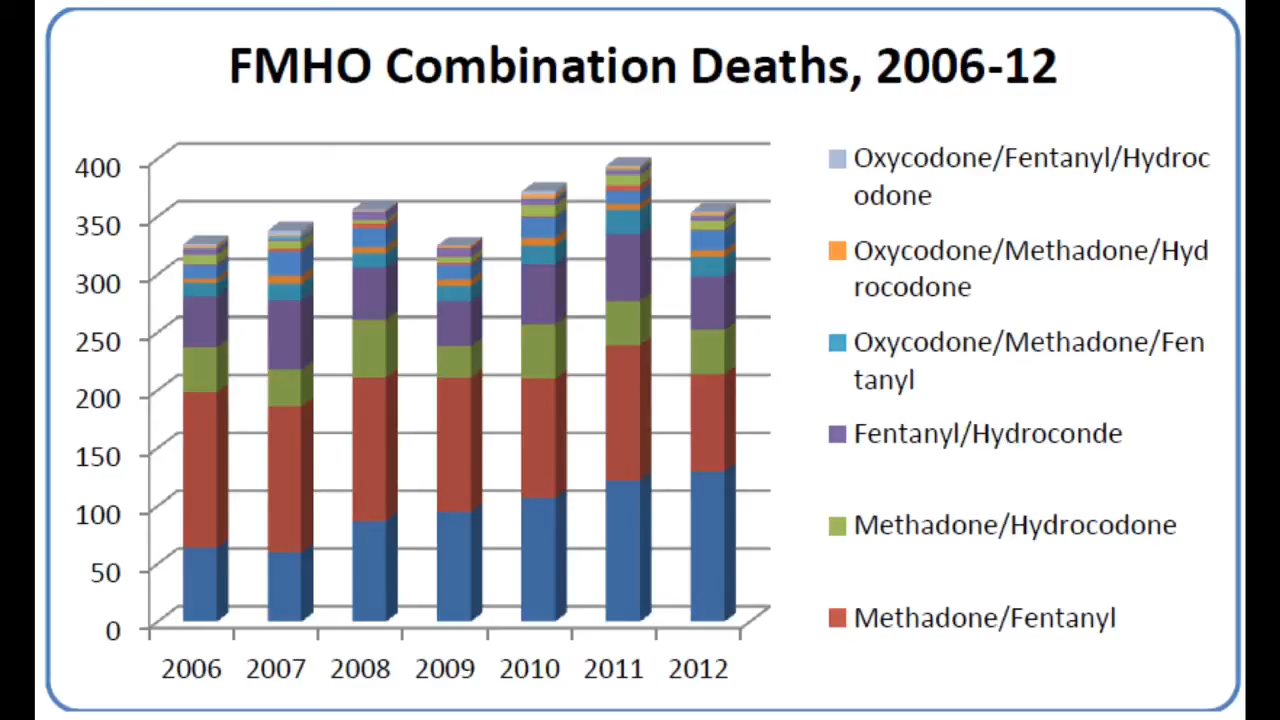 FMHO Combination Deaths, 2006-12
400
350
300
250
200
150
100
50
0
2006 2007 2008 2009 2010 2011 2012
Oxycodone/Fentanyl/Hydroc
odone
Oxycodone/Methadone/Hyd
rocodone
Oxycodone/Methadone/Fen
tanyl
Fentanyl/Hydroconde
Methadone/Hydrocodone
Methadone/Fentanyl